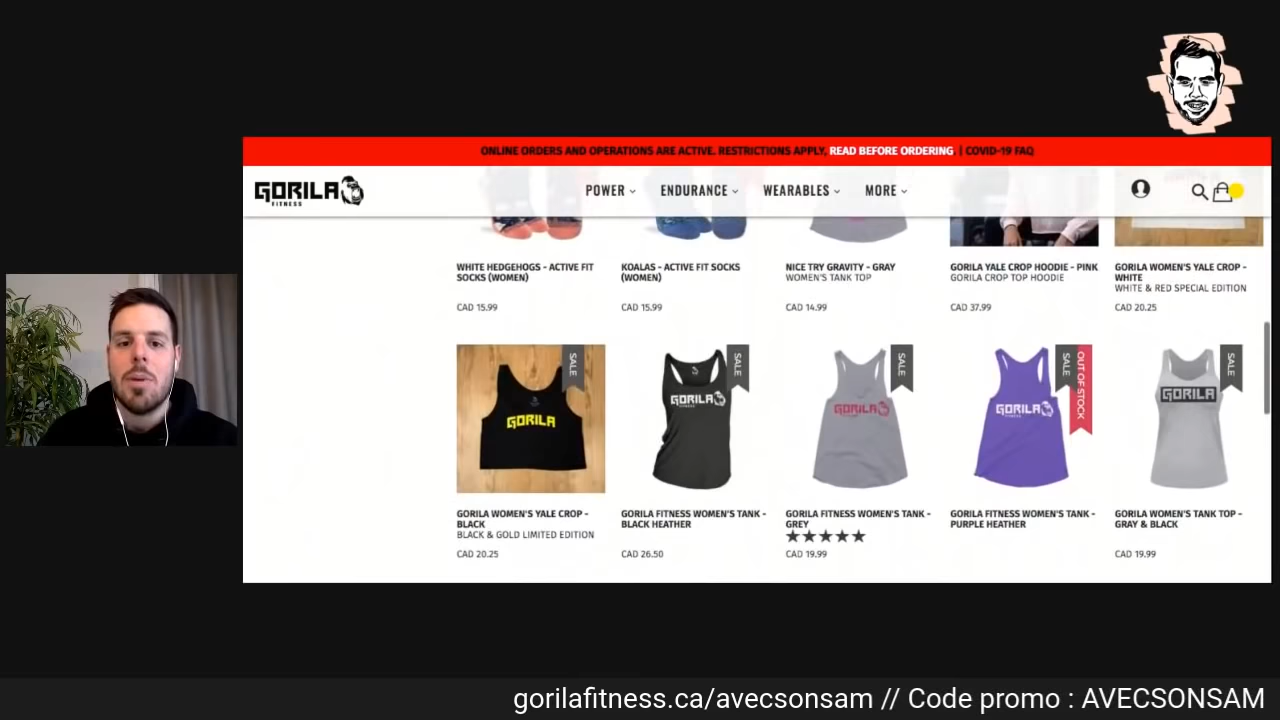 ONLINE ORDERS AND OPERATIONS ARE ACTIVE. RESTRICTIONS APPLY, READ BEFORE ORDERING | COVID-19 FAQ
GORILA
FITNESS
POWER
ENDURANCE
WEARABLES
MORE
WHITE HEDGEHOGS - ACTIVE FIT
SOCKS (WOMEN)
CAD 15.99
KOALAS - ACTIVE FIT SOCKS
(WOMEN)
CAD 15.99
NICE TRY GRAVITY - GRAY
WOMEN'S TANK TOP
CAD 14.99
GORILA YALE CROP HOODIE - PINK
GORILA CROP TOP HOODIE
CAD 37.99
GORILA WOMEN'S YALE CROP -
WHITE
WHITE & RED SPECIAL EDITION
CAD 20.25
SALE
GORILA
GORILA WOMEN'S YALE CROP -
BLACK
BLACK & GOLD LIMITED EDITION
CAD 20.25
SALE
GORILA
FITNESS
GORILA FITNESS WOMEN'S TANK -
BLACK HEATHER
CAD 26.50
SALE
GORILA
GORILA FITNESS WOMEN'S TANK -
GREY
CAD 19.99
SALE
OUT OF STOCK
GORILA
GORILA FITNESS WOMEN'S TANK -
PURPLE HEATHER
SALE
GORILA
GORILA WOMEN'S TANK TOP -
GRAY & BLACK
CAD 19.99
gorilafitness.ca/avecsonsam // Code promo : AVECSONSAM